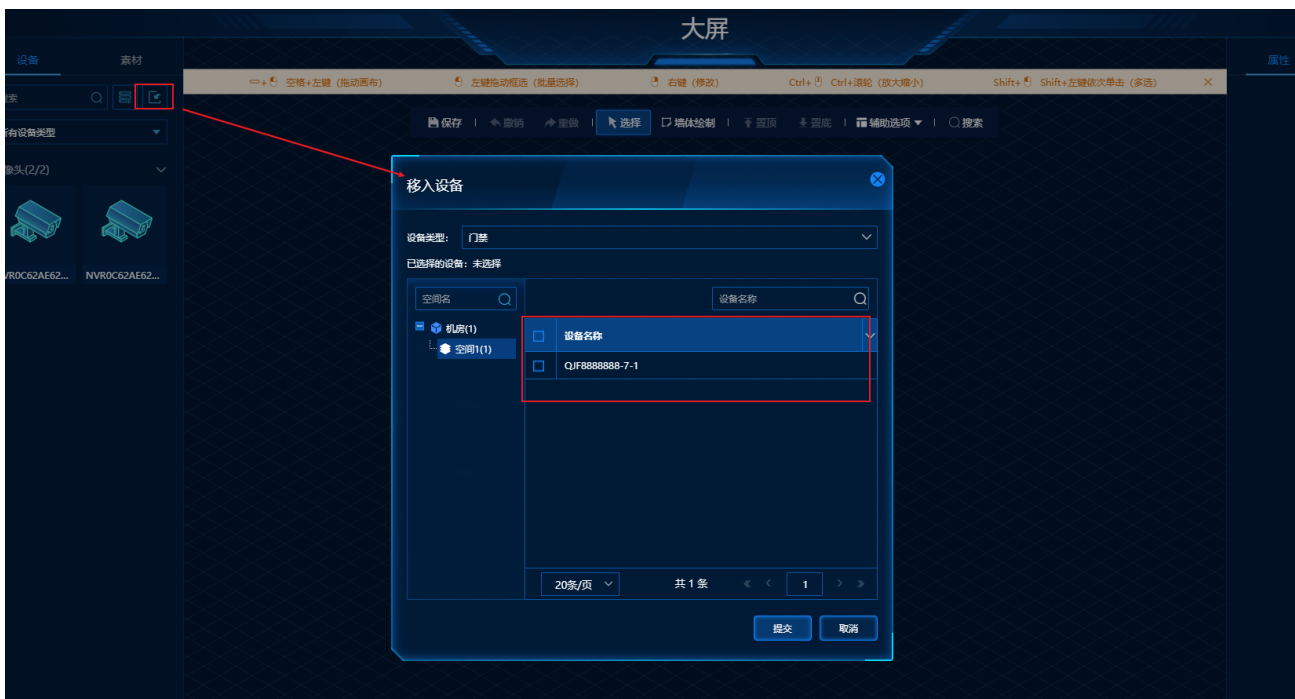 大屏
设备 素材 属性
空格+左键 (拖动画布) 左键拖动框选 (批量选择) 右键 (修改) Ctrl+ Ctrl+滚轮 (放大缩小) Shift+ Shift+左键依次单击 (多选)
保存 撤销 重做 选择 墙体绘制 置顶 置底 辅助选项 搜索
有设备类型
象头(2/2)
VR0C62AE62... NVR0C62AE62...
移入设备
设备类型: 门禁
已选择的设备: 未选择
空间名 设备名称
机房(1)
空间1(1)
设备名称
QJF8888888-7-1
20条/页 共 1 条 1
提交 取消